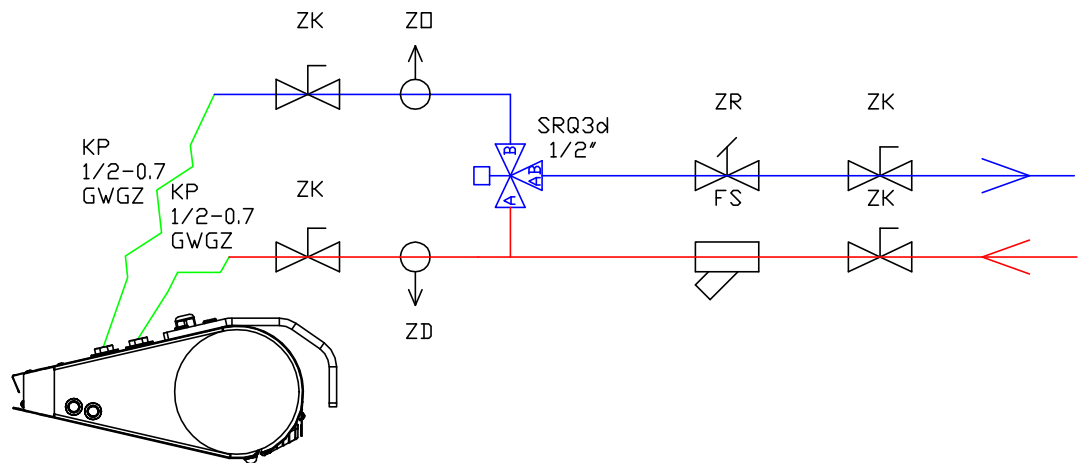 ZK
ZO
KP
1/2-0.7
GWGZ
KP
1/2-0.7
GWGZ
ZK
ZD
SRQ3d
1/2"
B
AB
A
ZR
ZK
FS
ZK